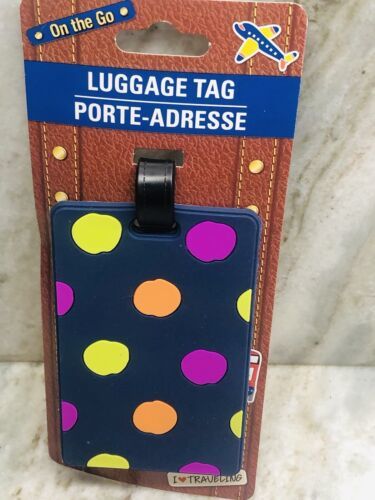 On the Go
LUGGAGE TAG
PORTE-ADRESSE
I ❤ TRAVELING